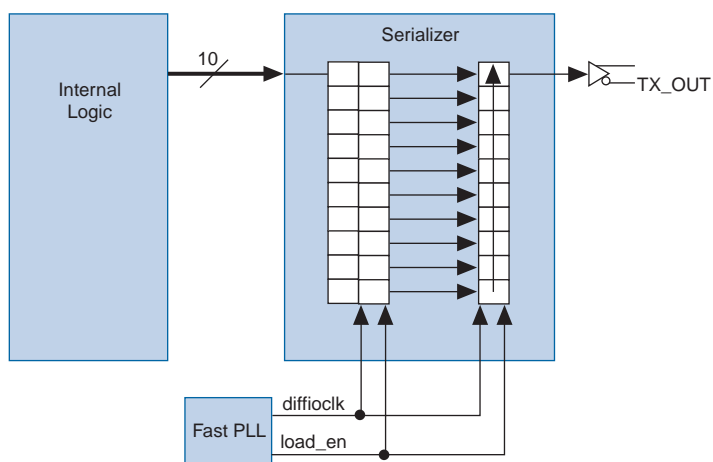 Serializer
10
Internal
Logic
TX_OUT
diffioclk
Fast PLL
load_en